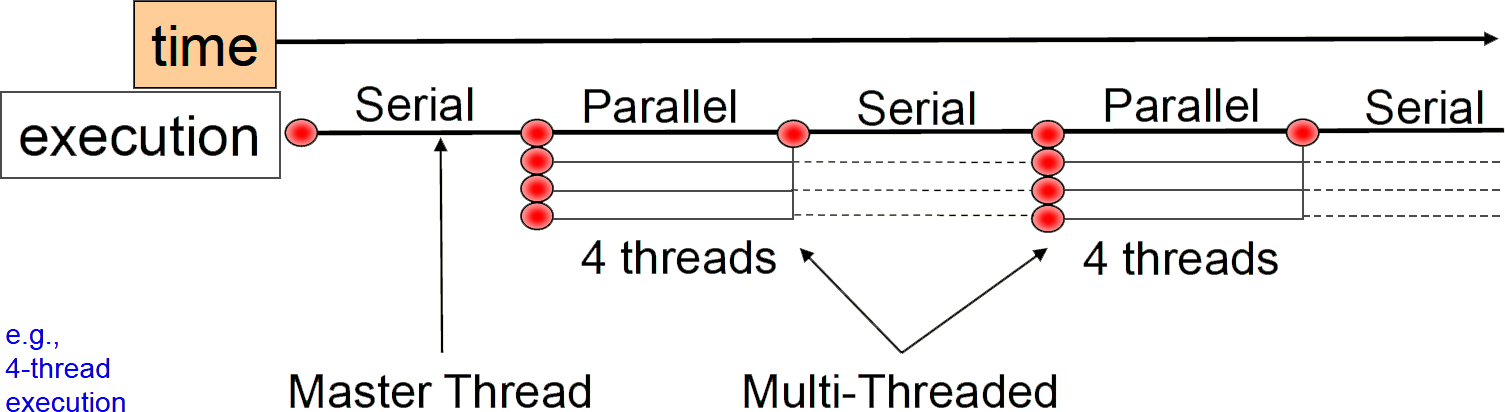 time
execution
Serial
Parallel
Serial
Parallel
Serial
4 threads
4 threads
e.g.,
4-thread
execution
Master Thread
Multi-Threaded